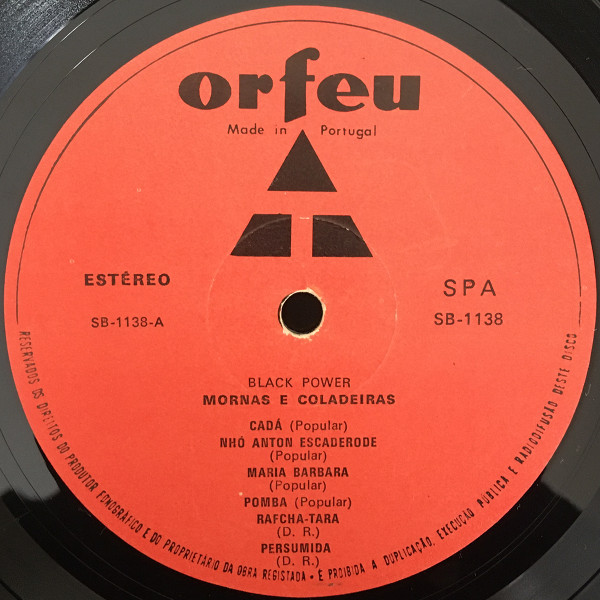 orfeu
Made in Portugal
ESTÉREO
SPA
SB-1138-A
SB-1138
BLACK POWER
MORNAS E COLADEIRAS
CADÁ (Popular)
NHÓ ANTON ESCADERODE
(Popular)
MARIA BARBARA
(Popular)
POMBA (Popular)
RAFCHA-TARA
(D. R.)
PERSUMIDA
(D. R.)
RESERVADOS OS DIREITOS DO PRODUTOR FONOGRÁFICO E DO PROPRIETÁRIO DA OBRA REGISTADA • É PROIBIDA A DUPLICAÇÃO, EXECUÇÃO PÚBLICA E RADIODIFUSÃO DESTE DISCO